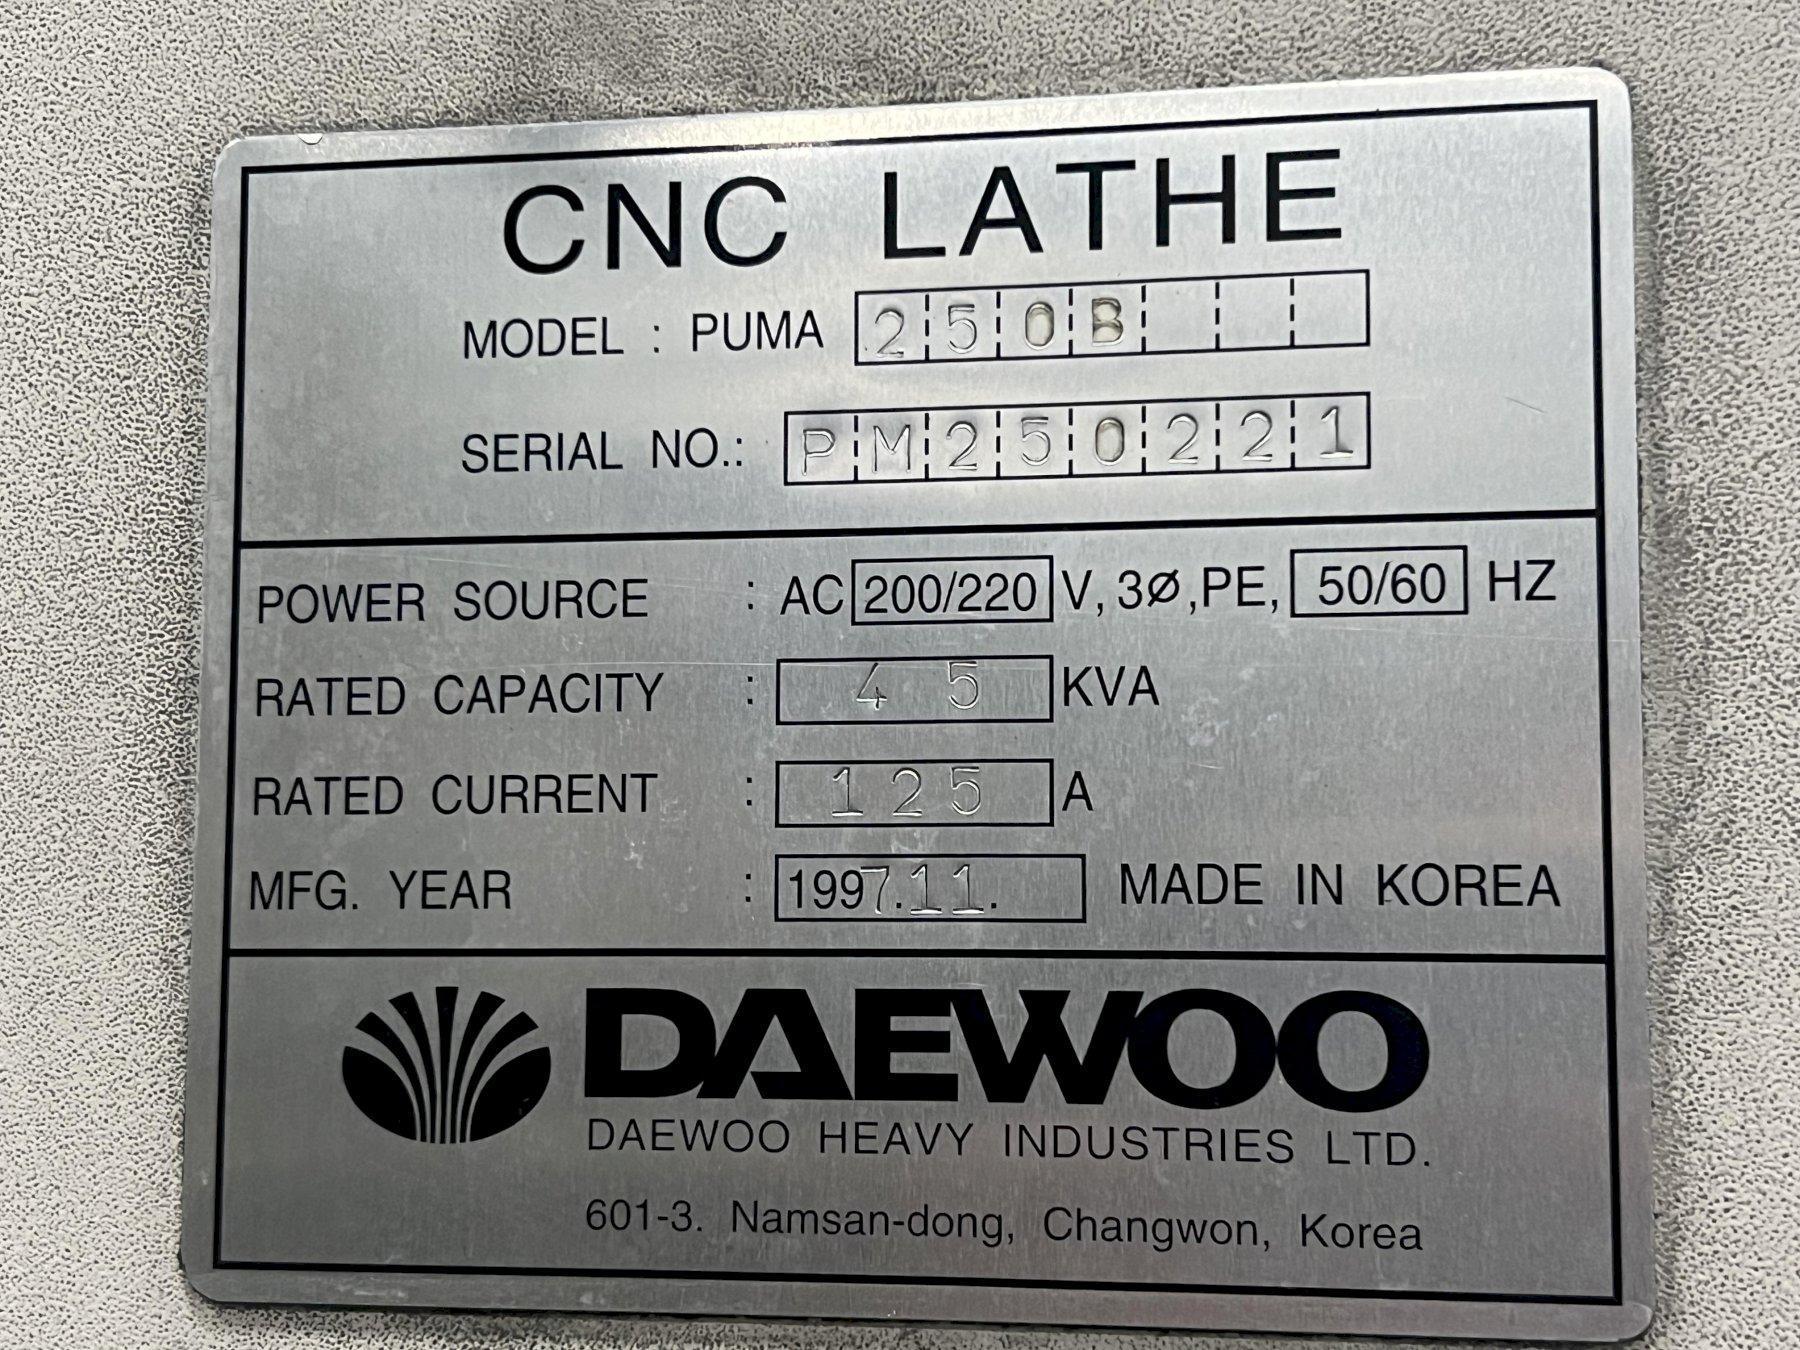 CNC LATHE
MODEL : PUMA 250B
SERIAL NO.: PM250221
POWER SOURCE : AC 200/220 V, 3Ø, PE, 50/60 HZ
RATED CAPACITY : 45 KVA
RATED CURRENT : 125 A
MFG. YEAR : 1997.11. MADE IN KOREA
DAEWOO
DAEWOO HEAVY INDUSTRIES LTD.
601-3. Namsan-dong, Changwon, Korea